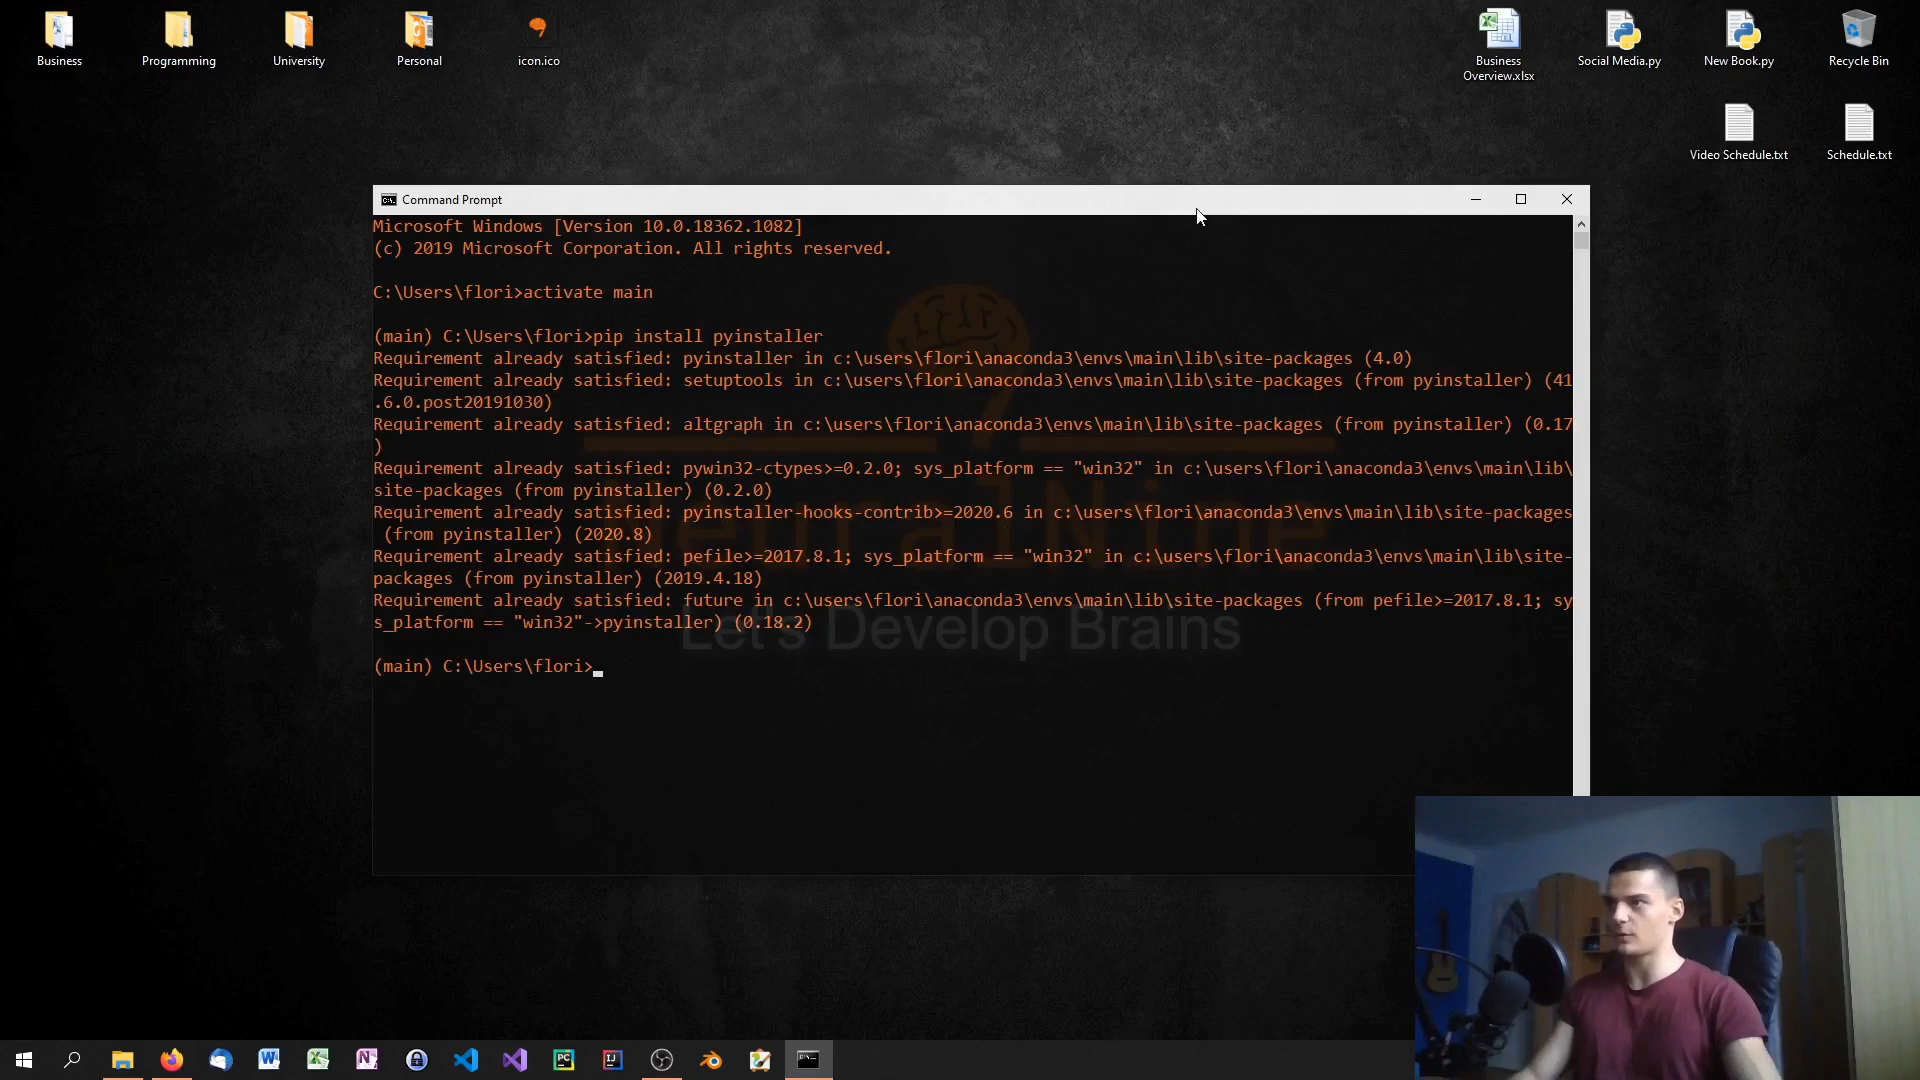 Business
Programming
University
Personal
icon.ico
Business
Overview.xlsx
Social Media.py
New Book.py
Recycle Bin
Video Schedule.txt
Schedule.txt
Command Prompt
Microsoft Windows [Version 10.0.18362.1082]
(c) 2019 Microsoft Corporation. All rights reserved.
C:\Users\flori>activate main
(main) C:\Users\flori>pip install pyinstaller
Requirement already satisfied: pyinstaller in c:\users\flori\anaconda3\envs\main\lib\site-packages (4.0)
Requirement already satisfied: setuptools in c:\users\flori\anaconda3\envs\main\lib\site-packages (from pyinstaller) (41
.6.0.post20191030)
Requirement already satisfied: altgraph in c:\users\flori\anaconda3\envs\main\lib\site-packages (from pyinstaller) (0.17
)
Requirement already satisfied: pywin32-ctypes>=0.2.0; sys_platform == "win32" in c:\users\flori\anaconda3\envs\main\lib\
site-packages (from pyinstaller) (0.2.0)
Requirement already satisfied: pyinstaller-hooks-contrib>=2020.6 in c:\users\flori\anaconda3\envs\main\lib\site-packages
(from pyinstaller) (2020.8)
Requirement already satisfied: pefile>=2017.8.1; sys_platform == "win32" in c:\users\flori\anaconda3\envs\main\lib\site-
packages (from pyinstaller) (2019.4.18)
Requirement already satisfied: future in c:\users\flori\anaconda3\envs\main\lib\site-packages (from pefile>=2017.8.1; sy
s_platform == "win32"->pyinstaller) (0.18.2)
(main) C:\Users\flori>
NeuralNine
Let's Develop Brains